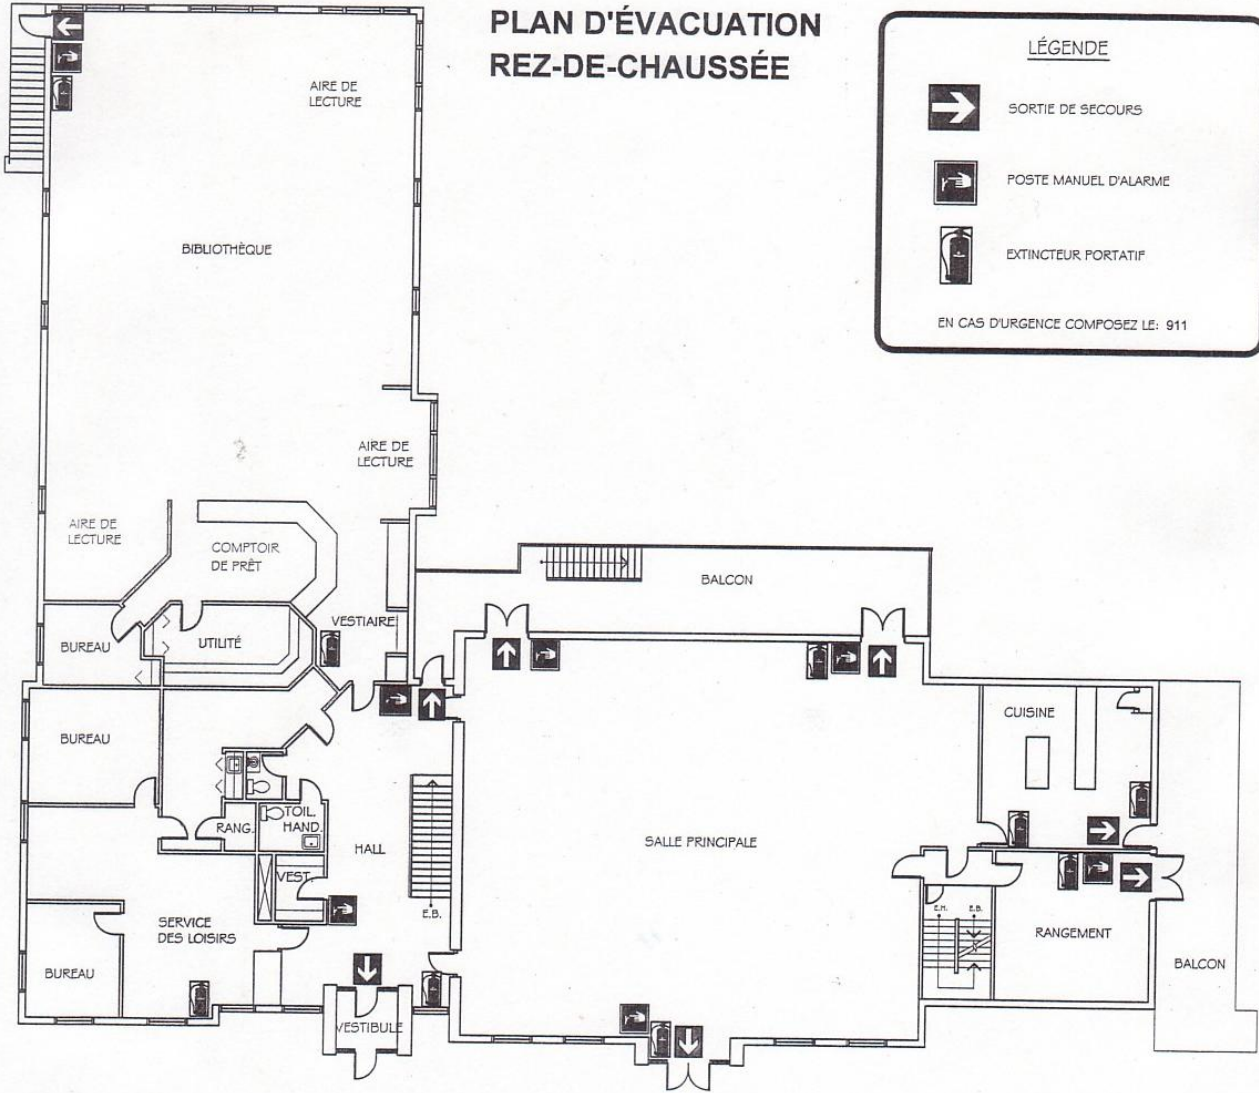 PLAN D'ÉVACUATION
REZ-DE-CHAUSSÉE
LÉGENDE
SORTIE DE SECOURS
POSTE MANUEL D'ALARME
EXTINCTEUR PORTATIF
EN CAS D'URGENCE COMPOSEZ LE: 911
AIRE DE
LECTURE
BIBLIOTHÈQUE
AIRE DE
LECTURE
AIRE DE
LECTURE
COMPTOIR
DE PRÊT
BALCON
VESTIAIRE
UTILITÉ
BUREAU
BUREAU
CUISINE
TOIL.
HAND.
RANG.
HALL
SALLE PRINCIPALE
VEST.
E.B.
E.H.
E.B.
SERVICE
DES LOISIRS
RANGEMENT
BUREAU
BALCON
VESTIBULE